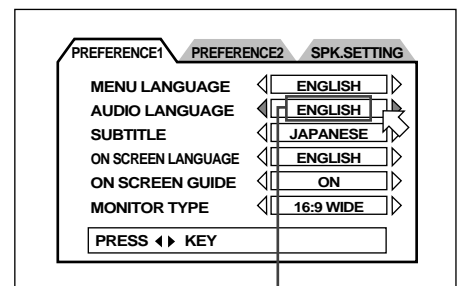 PREFERENCE1 PREFERENCE2 SPK.SETTING
MENU LANGUAGE ENGLISH
AUDIO LANGUAGE ENGLISH
SUBTITLE JAPANESE
ON SCREEN LANGUAGE ENGLISH
ON SCREEN GUIDE ON
MONITOR TYPE 16:9 WIDE
PRESS KEY